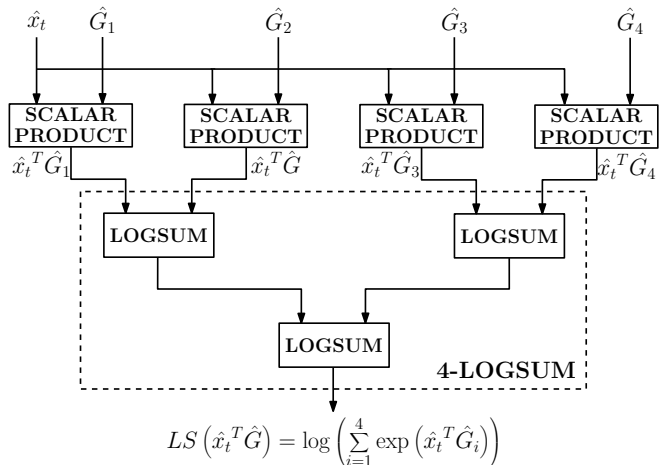 x̂_t Ĝ_1 Ĝ_2 Ĝ_3 Ĝ_4
SCALAR PRODUCT
SCALAR PRODUCT
SCALAR PRODUCT
SCALAR PRODUCT
x̂_t^T Ĝ_1 x̂_t^T Ĝ x̂_t^T Ĝ_3 x̂_t^T Ĝ_4
LOGSUM LOGSUM
LOGSUM
4-LOGSUM
LS (x̂_t^T Ĝ) = log (∑_{i=1}^{4} exp (x̂_t^T Ĝ_i))